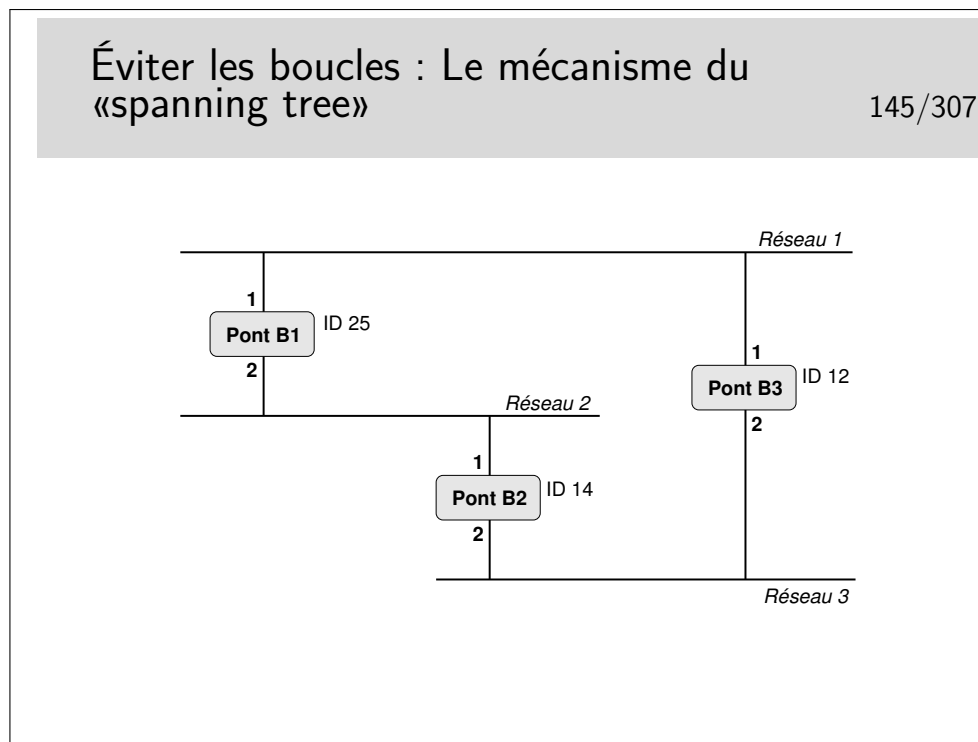 Éviter les boucles : Le mécanisme du
«spanning tree»
145/307
Réseau 1
1
Pont B1
ID 25
2
1
Pont B3
ID 12
2
Réseau 2
1
Pont B2
ID 14
2
Réseau 3